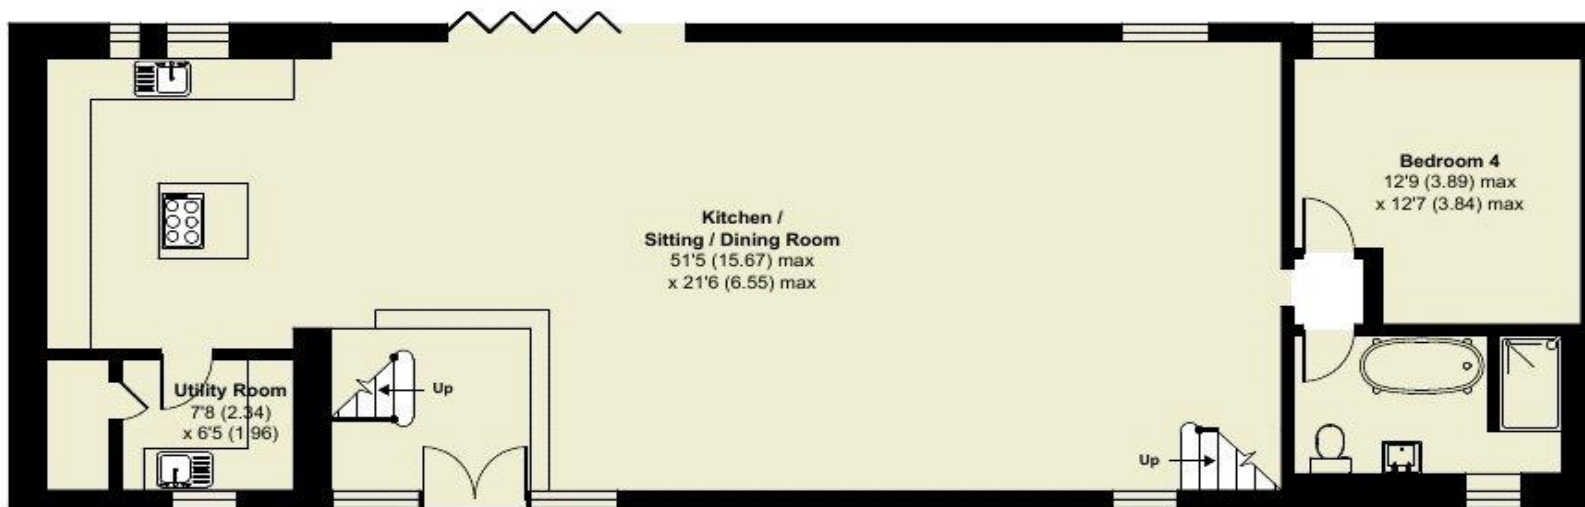 Kitchen /
Sitting / Dining Room
51'5 (15.67) max
x 21'6 (6.55) max
Bedroom 4
12'9 (3.89) max
x 12'7 (3.84) max
Utility Room
7'8 (2.34)
x 6'5 (1.96)
Up
Up